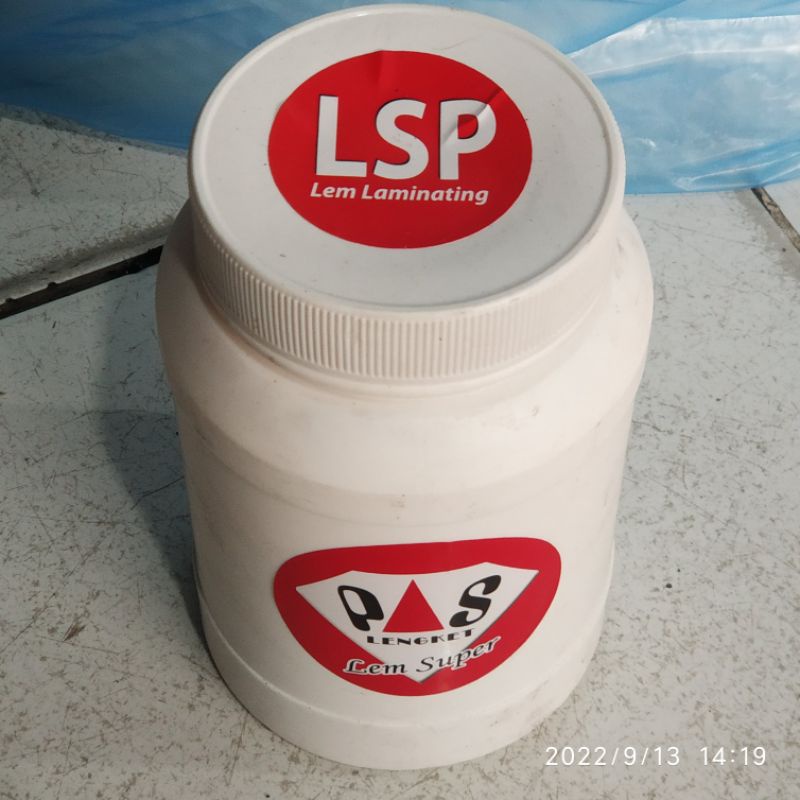 LSP
Lem Laminating
PAS
LENGKET
Lem Super
2022/9/13 14:19